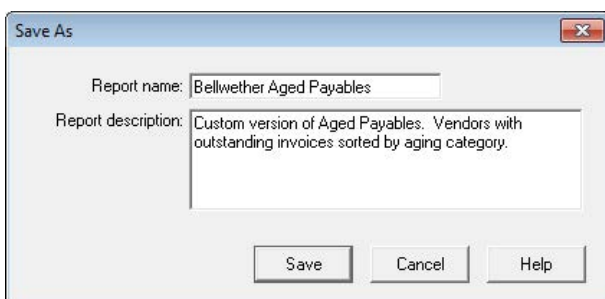 Save As
Report name: Bellwether Aged Payables
Report description: Custom version of Aged Payables.  Vendors with
outstanding invoices sorted by aging category.
Save Cancel Help